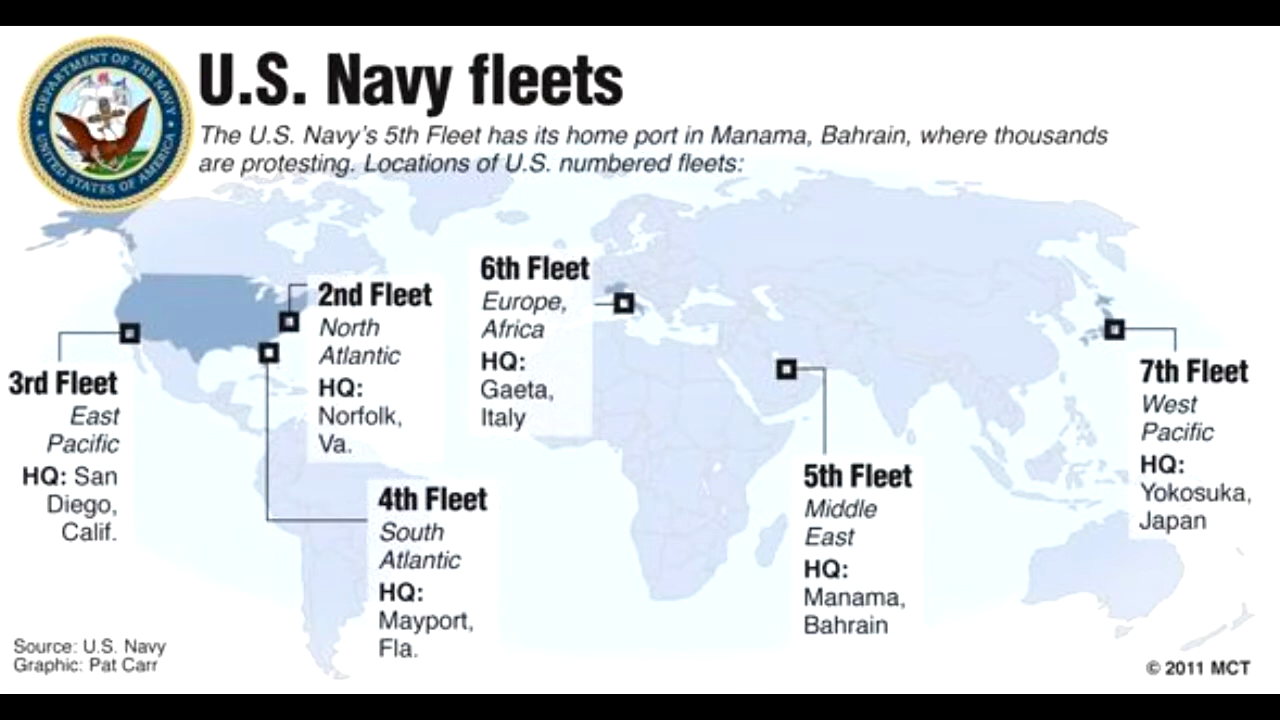 DEPARTMENT OF THE NAVY
UNITED STATES OF AMERICA
U.S. Navy fleets
The U.S. Navy's 5th Fleet has its home port in Manama, Bahrain, where thousands
are protesting. Locations of U.S. numbered fleets:
3rd Fleet
East
Pacific
HQ: San
Diego,
Calif.
2nd Fleet
North
Atlantic
HQ:
Norfolk,
Va.
4th Fleet
South
Atlantic
HQ:
Mayport,
Fla.
6th Fleet
Europe,
Africa
HQ:
Gaeta,
Italy
5th Fleet
Middle
East
HQ:
Manama,
Bahrain
7th Fleet
West
Pacific
HQ:
Yokosuka,
Japan
Source: U.S. Navy
Graphic: Pat Carr
© 2011 MCT